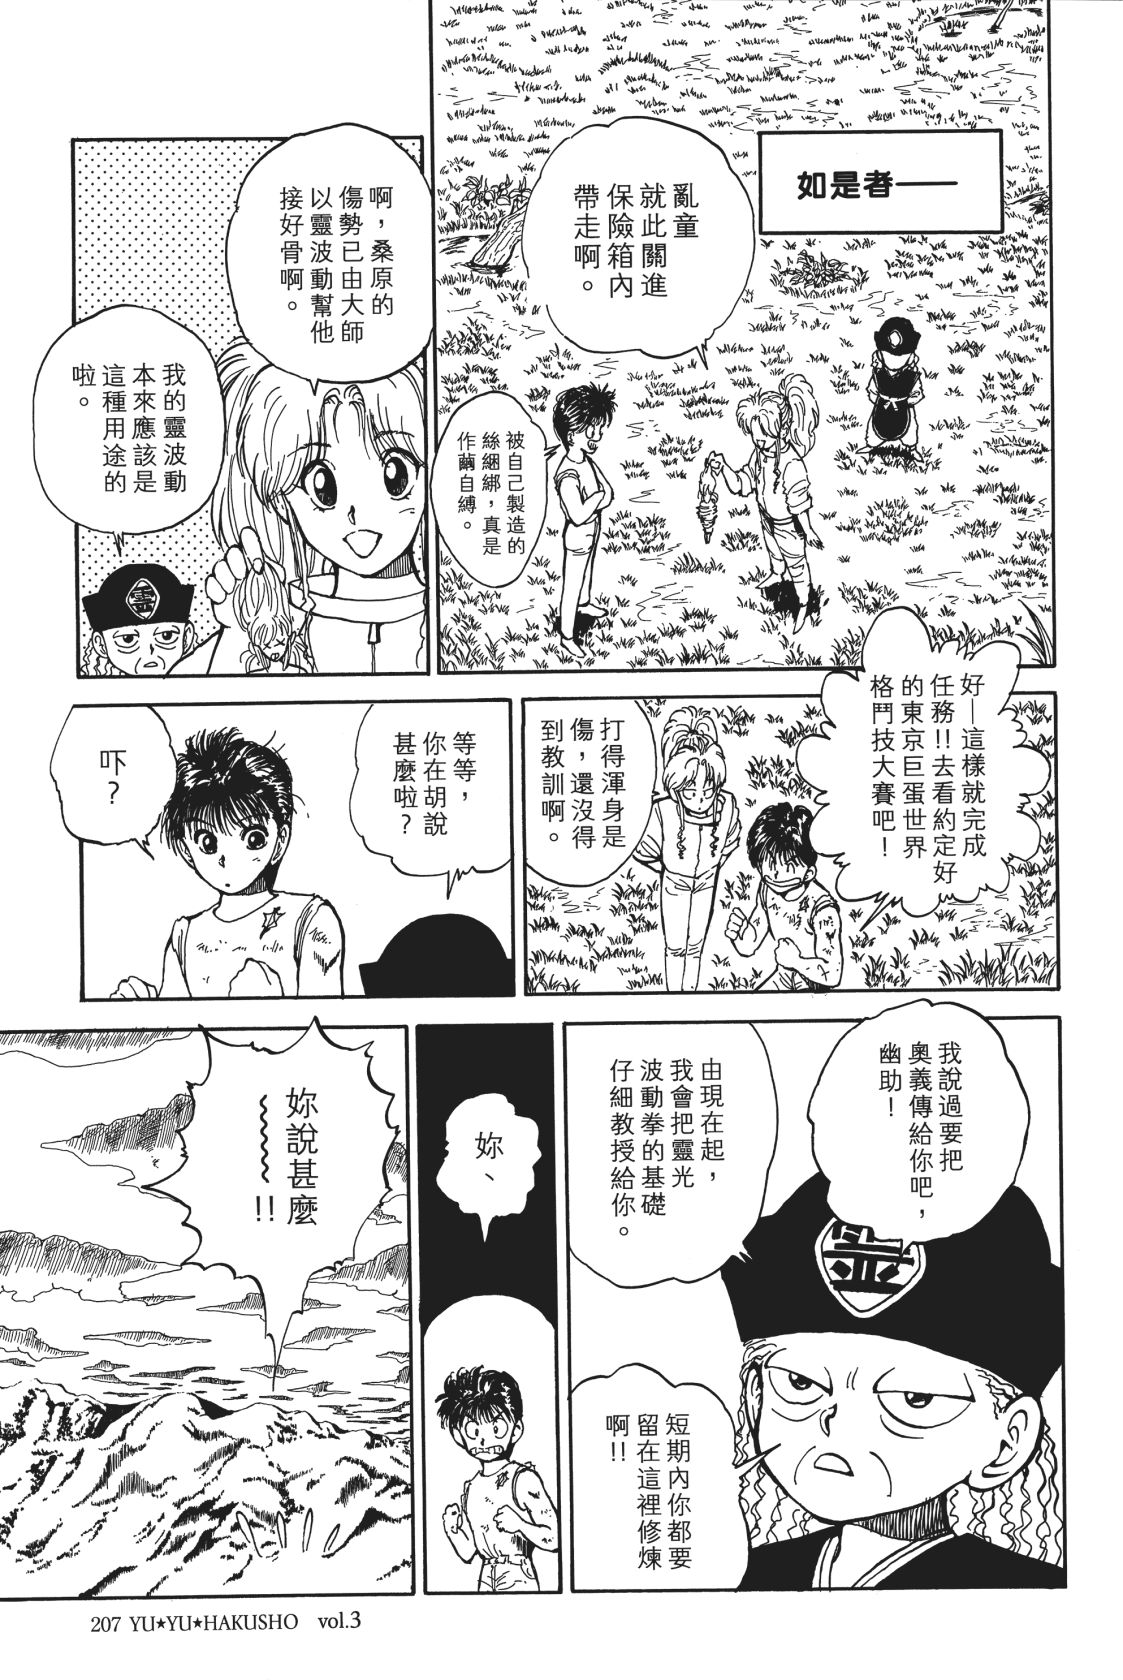 如是者——
亂童
就此關進
保險箱內
帶走啊。
被自己製造的
絲綑綁，真是
作繭自縛。
啊，桑原的
傷勢已由大師
以靈波動幫他
接好骨啊。
我的靈波動
本來應該是
這種用途的
啦。
靈
好—這樣就完成
任務!!去看約定好
的東京巨蛋世界
格鬥技大賽吧！
打得渾身是
傷，還沒得
到教訓啊。
等等，
你在胡說
甚麼啦？
吓？
我說過要把
奧義傳給你吧，
幽助！
由現在起，
我會把靈光
波動拳的基礎
仔細教授給你。
短期內你都要
留在這裡修煉
啊!!
妳、
妳說甚麼
〜〜!!
207 YU★YU★HAKUSHO vol.3